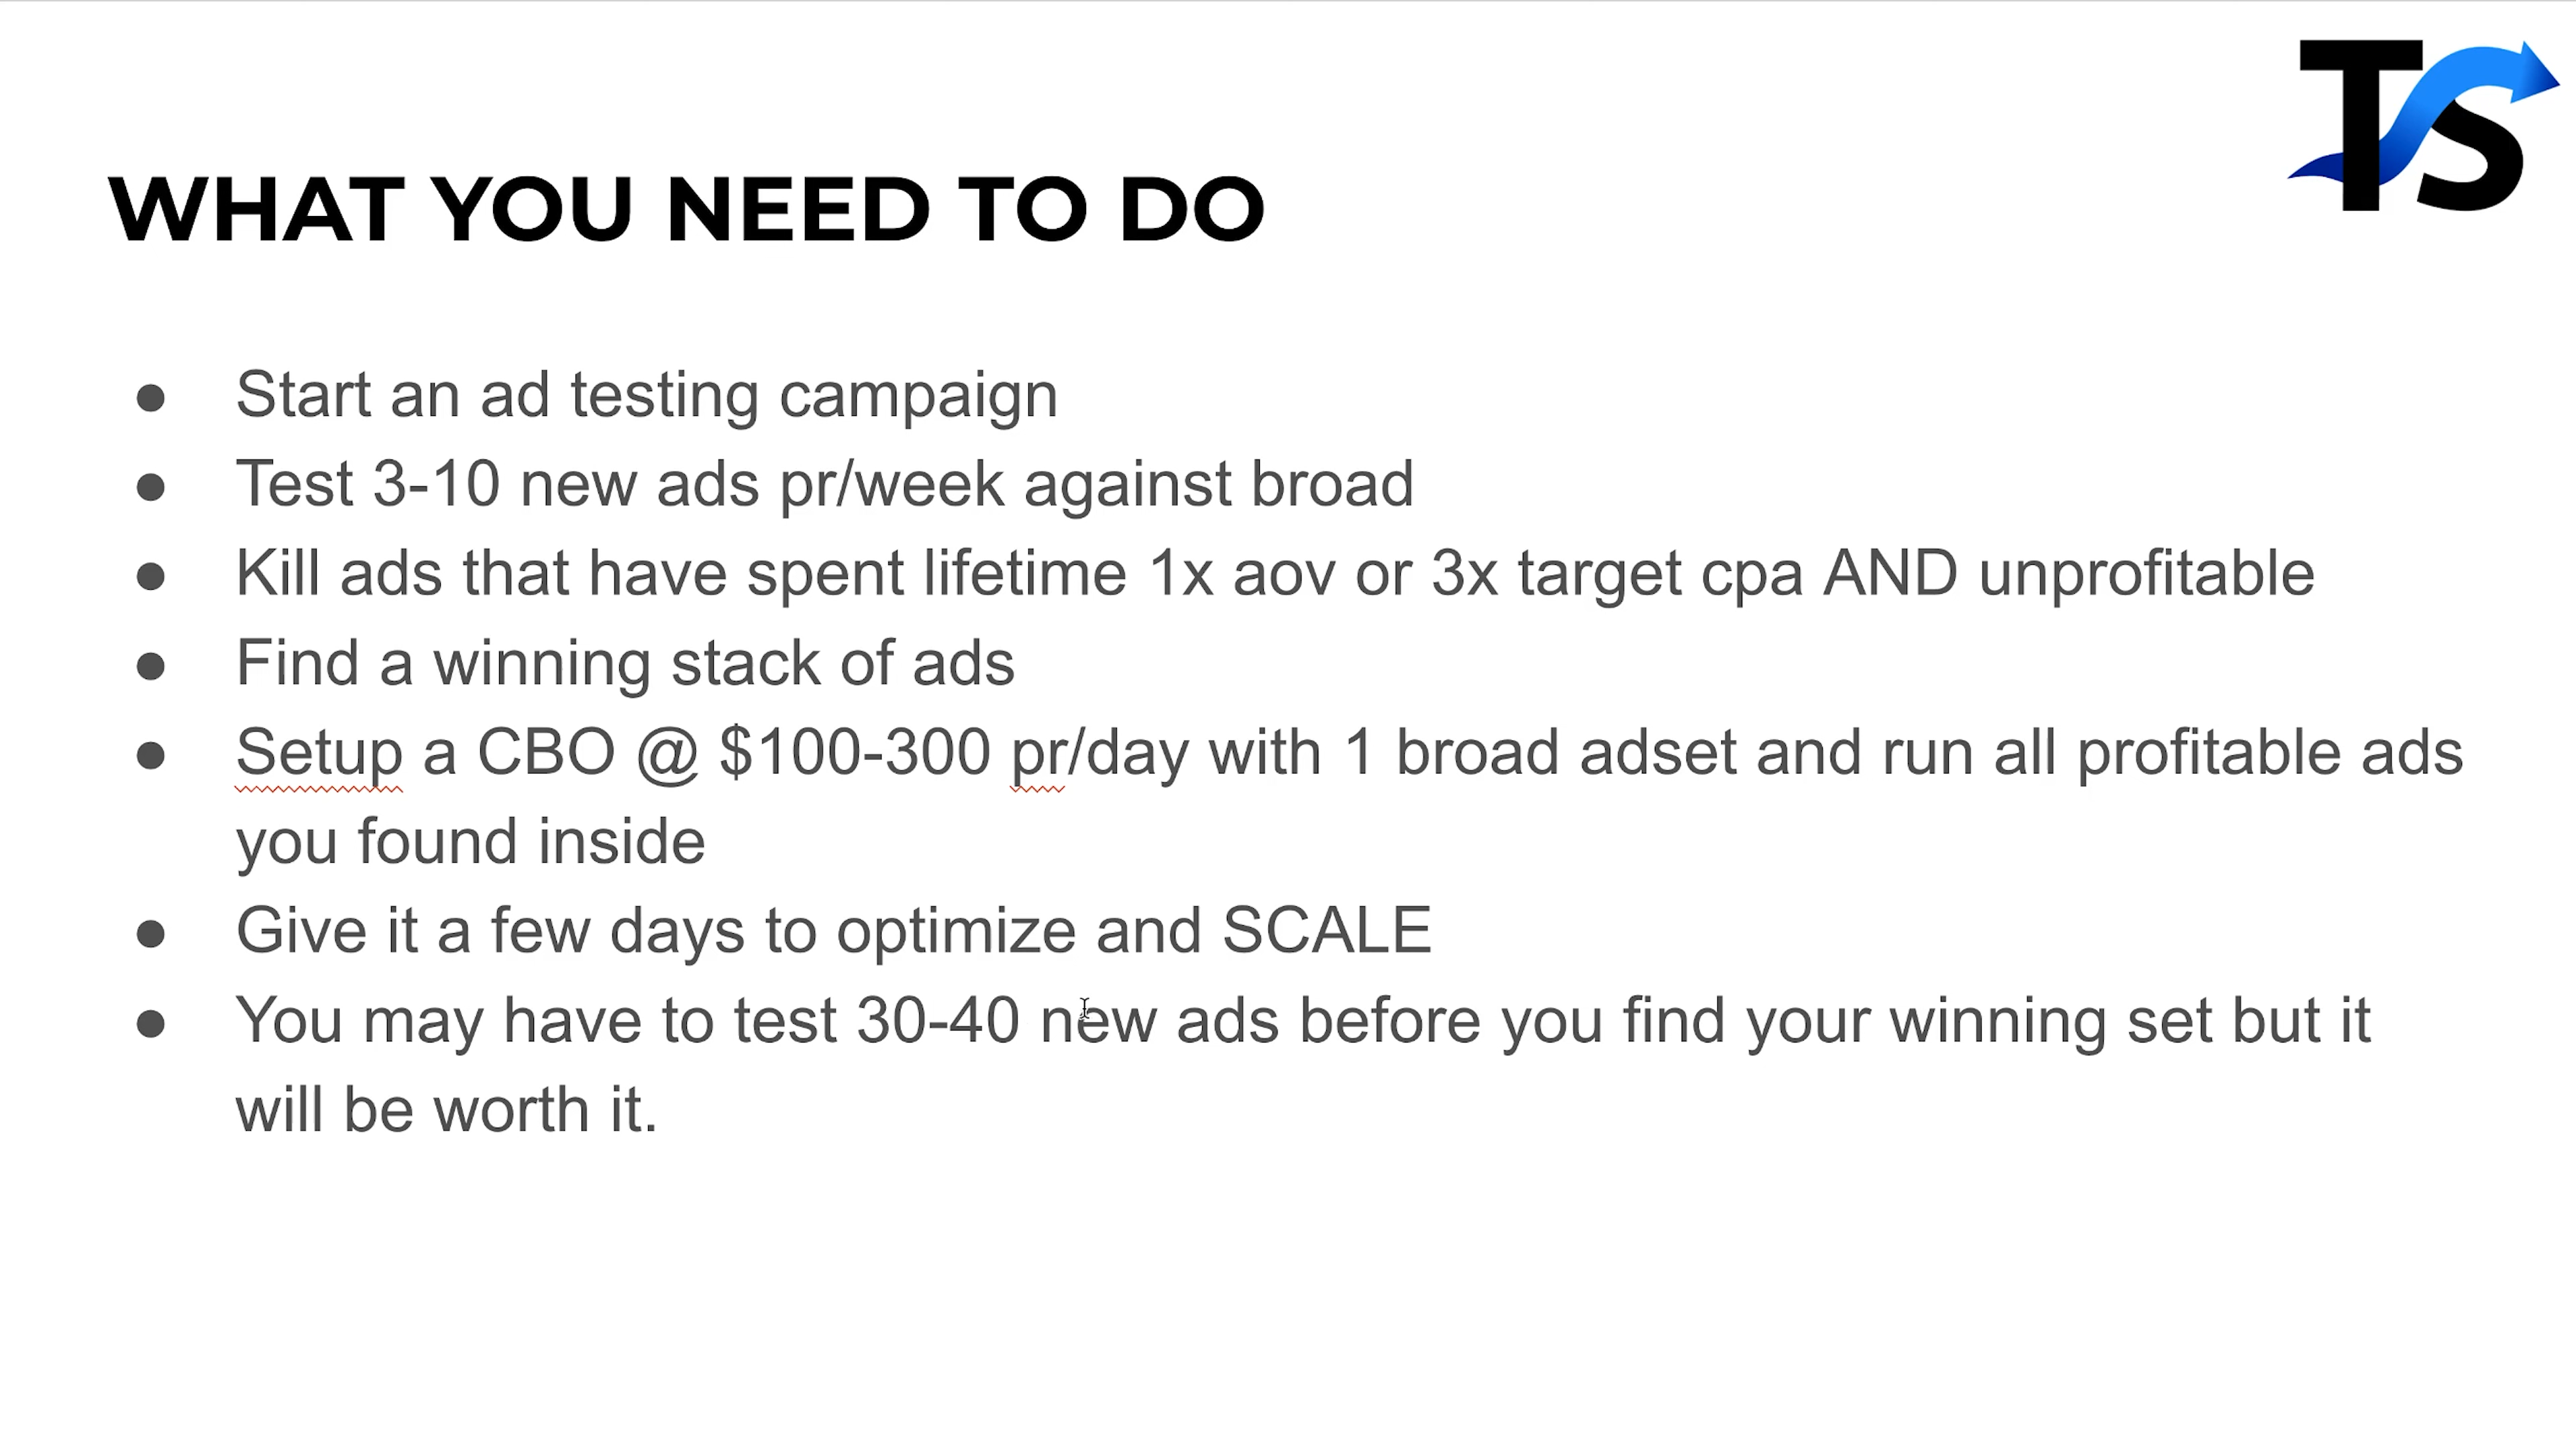 TS
WHAT YOU NEED TO DO
● Start an ad testing campaign
● Test 3-10 new ads pr/week against broad
● Kill ads that have spent lifetime 1x aov or 3x target cpa AND unprofitable
● Find a winning stack of ads
● Setup a CBO @ $100-300 pr/day with 1 broad adset and run all profitable ads
you found inside
● Give it a few days to optimize and SCALE
● You may have to test 30-40 new ads before you find your winning set but it
will be worth it.